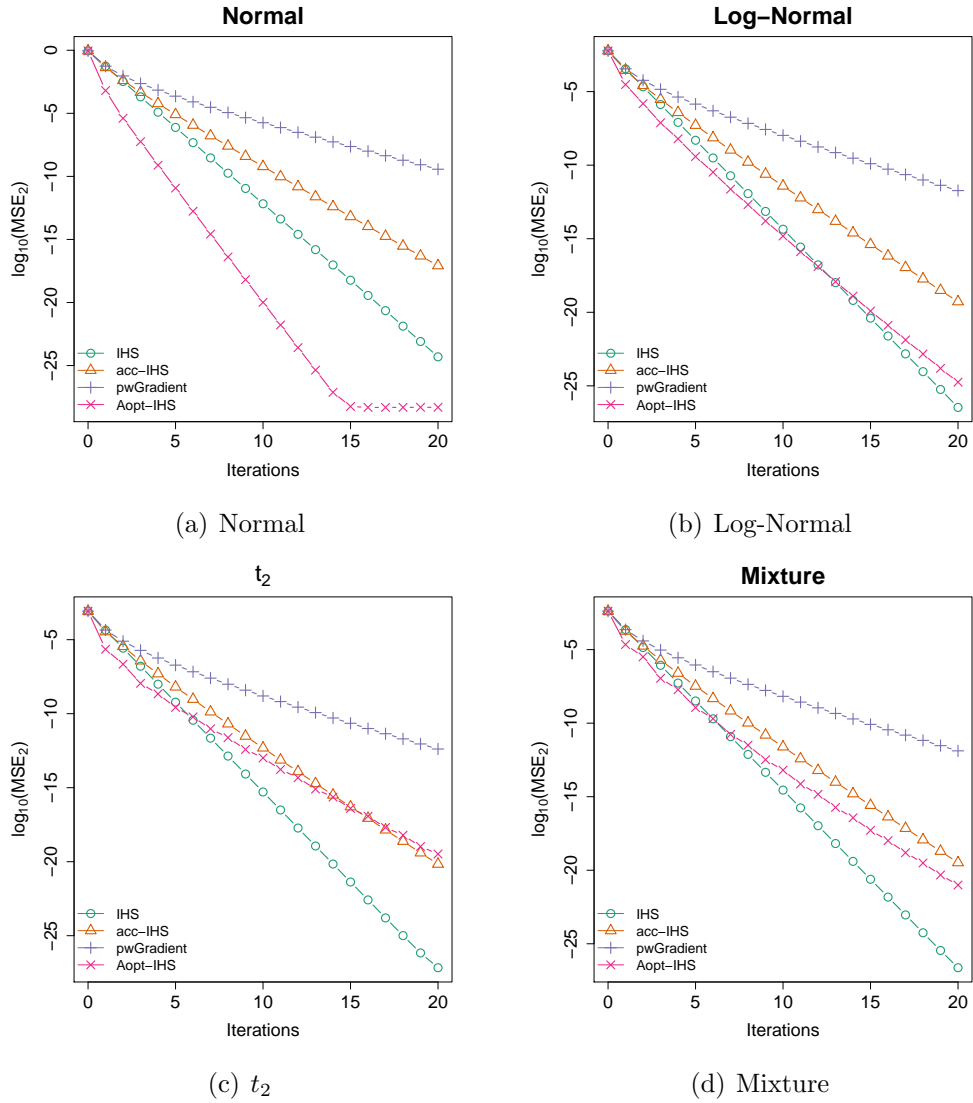 Normal
0
−5
−10
−15
−20
−25
log10(MSE2)
IHS
acc−IHS
pwGradient
Aopt−IHS
0 5 10 15 20
Iterations
(a) Normal
Log−Normal
−5
−10
−15
−20
−25
log10(MSE2)
IHS
acc−IHS
pwGradient
Aopt−IHS
0 5 10 15 20
Iterations
(b) Log-Normal
t2
−5
−10
−15
−20
−25
log10(MSE2)
IHS
acc−IHS
pwGradient
Aopt−IHS
0 5 10 15 20
Iterations
(c) t2
Mixture
−5
−10
−15
−20
−25
log10(MSE2)
IHS
acc−IHS
pwGradient
Aopt−IHS
0 5 10 15 20
Iterations
(d) Mixture